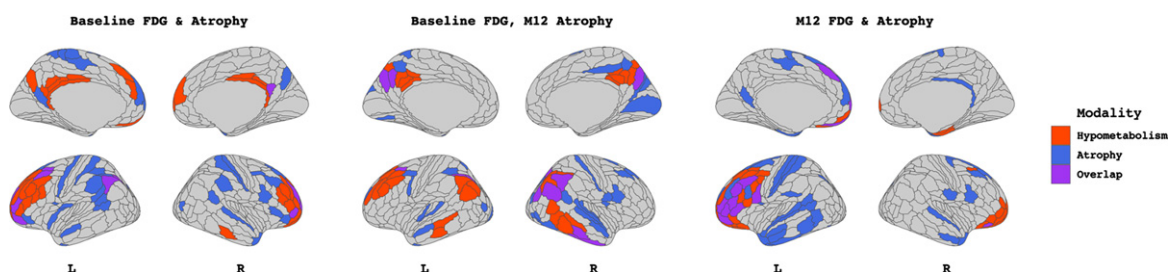 Baseline FDG & Atrophy
Baseline FDG, M12 Atrophy
M12 FDG & Atrophy
Modality
Hypometabolism
Atrophy
Overlap
L
R
L
R
L
R